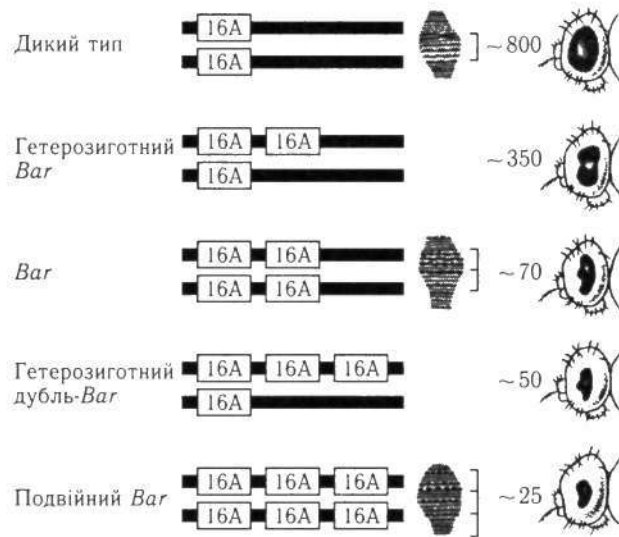 16A
Дикий тип ~800
16A
16A 16A
Гетерозиготний
Bar ~350
16A
16A 16A
Bar ~70
16A 16A
16A 16A 16A
Гетерозиготний
дубль-Bar ~50
16A
16A 16A 16A
Подвійний Bar ~25
16A 16A 16A